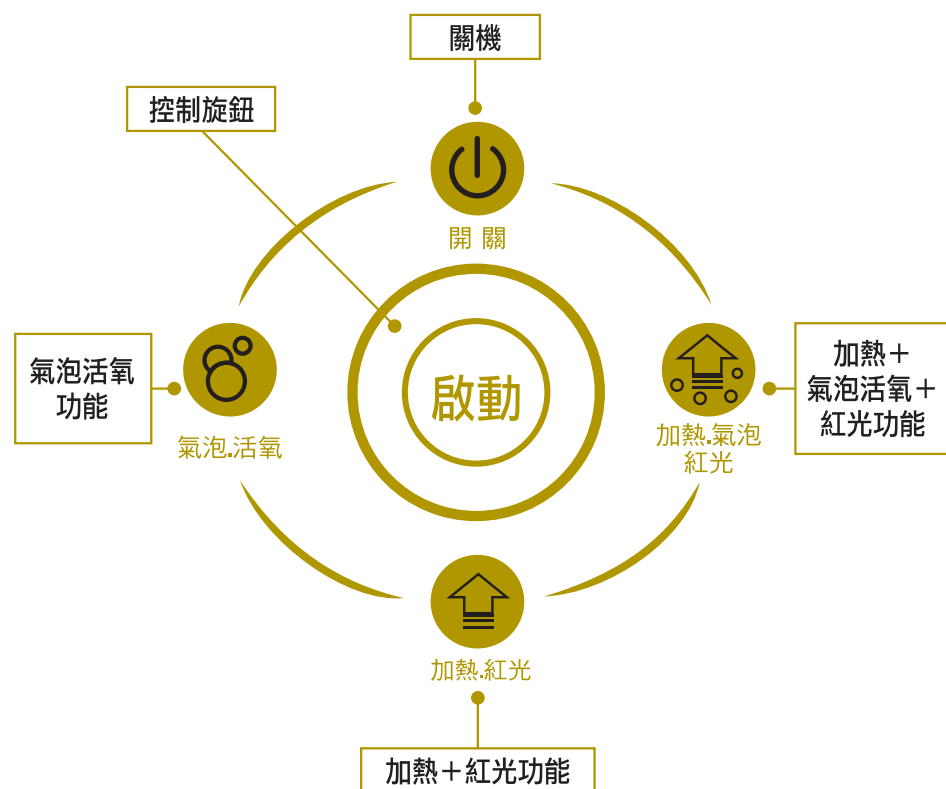 關機
控制旋鈕
開 關
氣泡活氧
功能
氣泡.活氧
啟動
加熱.氣泡
紅光
加熱＋
氣泡活氧＋
紅光功能
加熱.紅光
加熱＋紅光功能